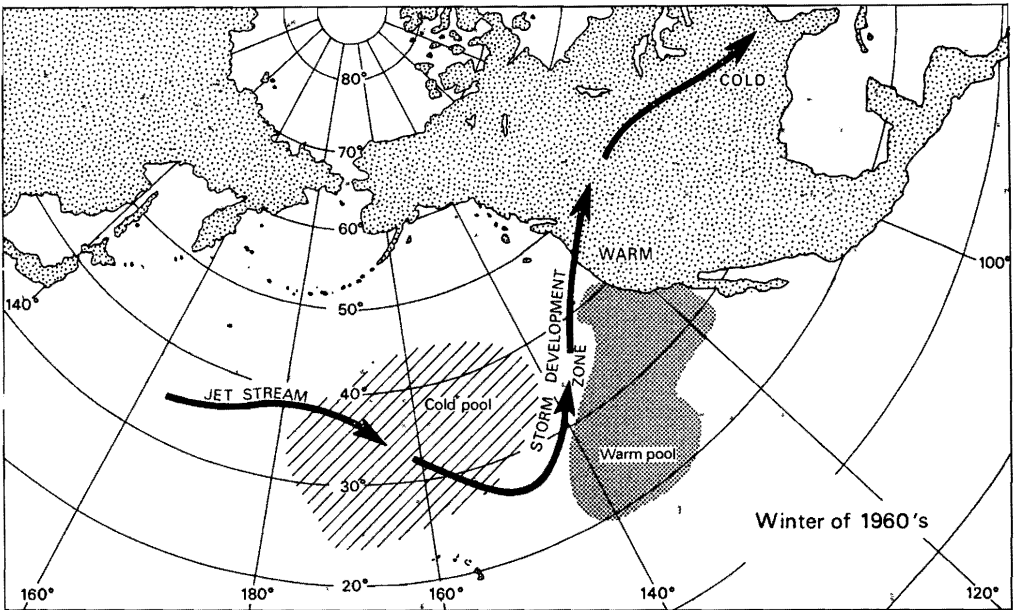 80°
COLD
70°
60°
WARM
100°
50°
140°
STORM DEVELOPMENT
ZONE
JET STREAM
40°
Cold pool
Warm pool
30°
Winter of 1960's
20°
160°
180°
160°
140°
120°